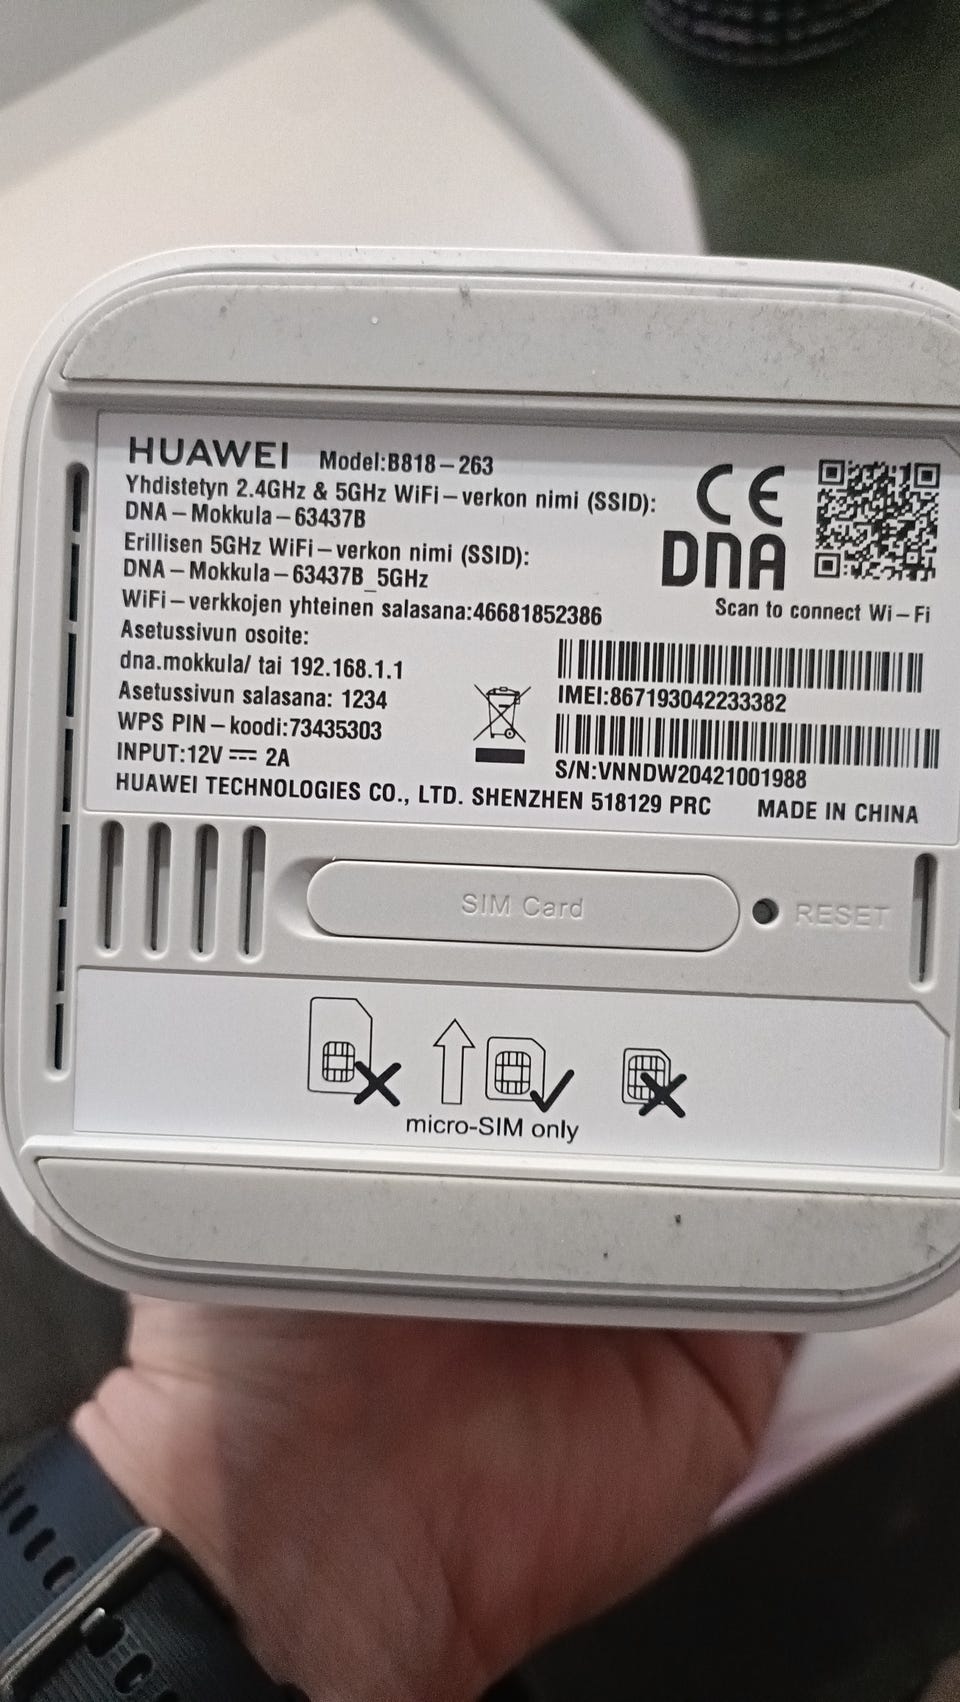 HUAWEI Model:B818-263
Yhdistetyn 2.4GHz & 5GHz WiFi-verkon nimi (SSID):
DNA-Mokkula-63437B
Erillisen 5GHz WiFi-verkon nimi (SSID):
DNA-Mokkula-63437B_5GHz
WiFi-verkkojen yhteinen salasana:46681852386
Asetussivun osoite:
dna.mokkula/ tai 192.168.1.1
Asetussivun salasana: 1234
WPS PIN-koodi:73435303
INPUT:12V ⎓ 2A
HUAWEI TECHNOLOGIES CO., LTD. SHENZHEN 518129 PRC MADE IN CHINA
CE
DNA
Scan to connect Wi-Fi
IMEI:867193042233382
S/N:VNNDW20421001988
SIM Card
RESET
micro-SIM only